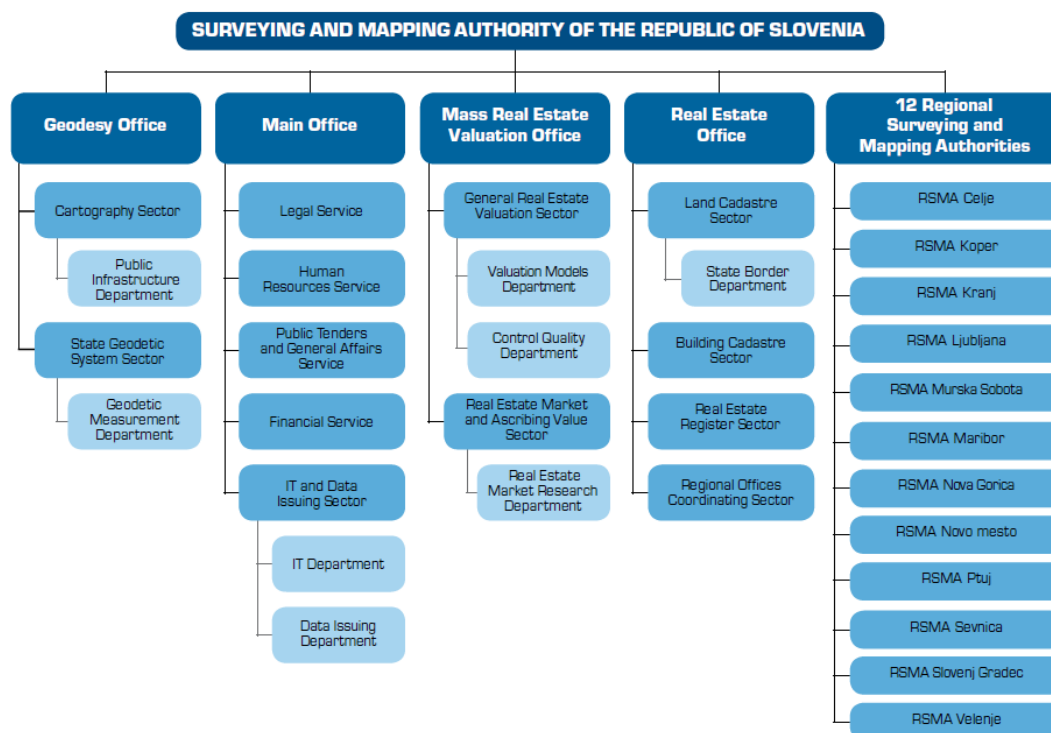 SURVEYING AND MAPPING AUTHORITY OF THE REPUBLIC OF SLOVENIA
Geodesy Office
Cartography Sector
Public
Infrastructure
Department
State Geodetic
System Sector
Geodetic
Measurement
Department
Main Office
Legal Service
Human
Resources Service
Public Tenders
and General Affairs
Service
Financial Service
IT and Data
Issuing Sector
IT Department
Data Issuing
Department
Mass Real Estate
Valuation Office
General Real Estate
Valuation Sector
Valuation Models
Department
Control Quality
Department
Real Estate Market
and Ascribing Value
Sector
Real Estate
Market Research
Department
Real Estate
Office
Land Cadastre
Sector
State Border
Department
Building Cadastre
Sector
Real Estate
Register Sector
Regional Offices
Coordinating Sector
12 Regional
Surveying and
Mapping Authorities
RSMA Celje
RSMA Koper
RSMA Kranj
RSMA Ljubljana
RSMA Murska Sobota
RSMA Maribor
RSMA Nova Gorica
RSMA Novo mesto
RSMA Ptuj
RSMA Sevnica
RSMA Slovenj Gradec
RSMA Velenje